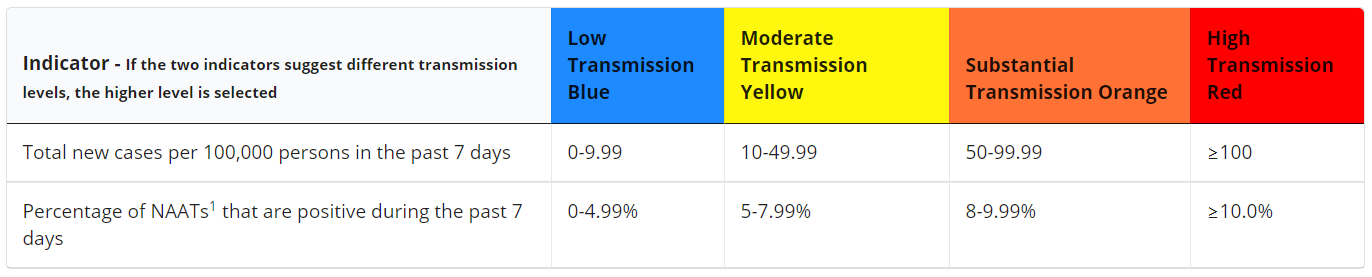 Indicator - If the two indicators suggest different transmission
levels, the higher level is selected
Low
Transmission
Blue
Moderate
Transmission
Yellow
Substantial
Transmission Orange
High
Transmission
Red
Total new cases per 100,000 persons in the past 7 days
0-9.99
10-49.99
50-99.99
≥100
Percentage of NAATs¹ that are positive during the past 7
days
0-4.99%
5-7.99%
8-9.99%
≥10.0%